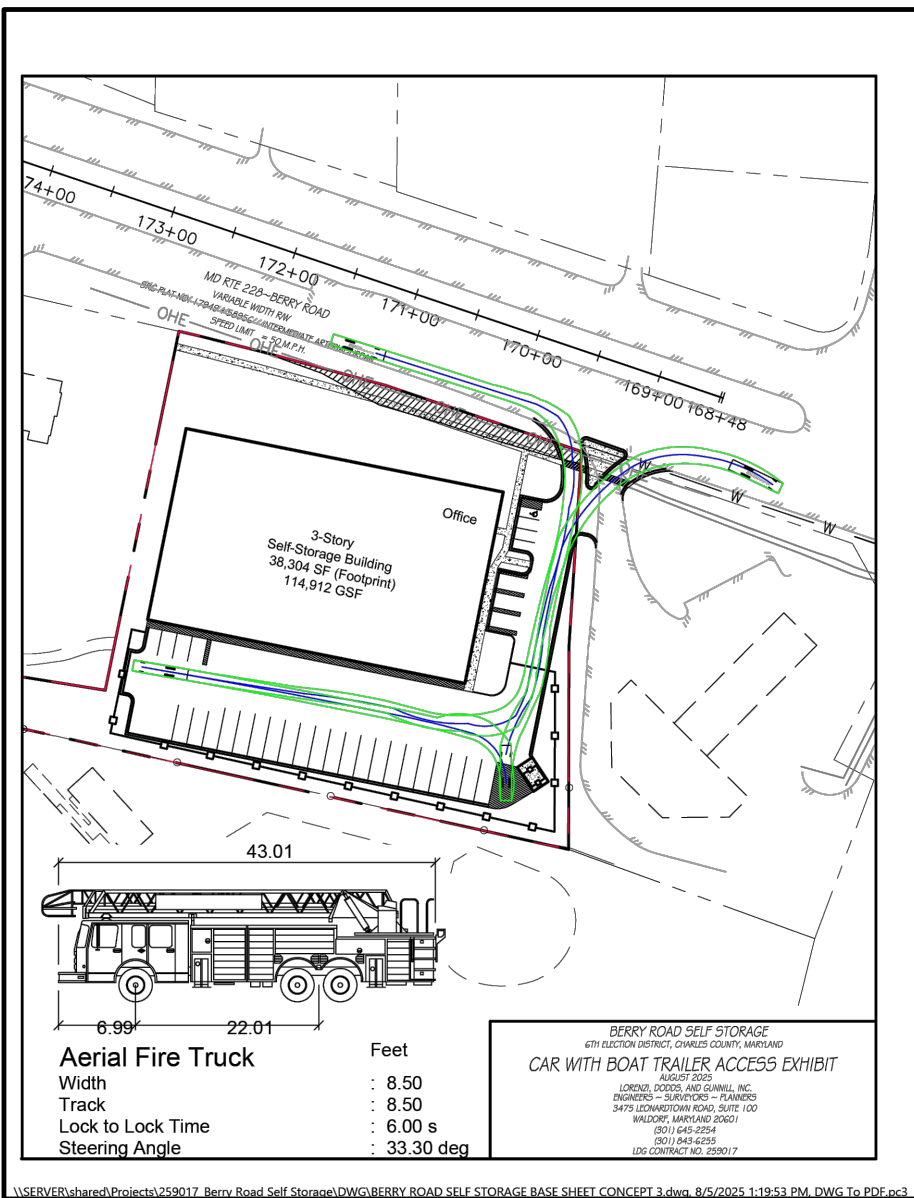 74+00
173+00
172+00
171+00
170+00
169+00
168+48
MD RTE 228~BERRY ROAD
VARIABLE WIDTH R/W
SPEED LIMIT = 50 M.P.H.
OHE
OHE
OHE
OHE
W
W
W
Office
6
3-Story
Self-Storage Building
38,304 SF (Footprint)
114,912 GSF
43.01
6.99
22.01
Aerial Fire Truck
Feet
Width : 8.50
Track : 8.50
Lock to Lock Time : 6.00 s
Steering Angle : 33.30 deg
BERRY ROAD SELF STORAGE
6TH ELECTION DISTRICT, CHARLES COUNTY, MARYLAND
CAR WITH BOAT TRAILER ACCESS EXHIBIT
AUGUST 2025
LORENZI, DODDS, AND GUNNILL, INC.
ENGINEERS ~ SURVEYORS ~ PLANNERS
3475 LEONARDTOWN ROAD, SUITE 100
WALDORF, MARYLAND 20601
(301) 645-2254
(301) 843-6255
LDG CONTRACT NO. 259017
\\SERVER\shared\Projects\259017 Berry Road Self Storage\DWG\BERRY ROAD SELF STORAGE BASE SHEET CONCEPT 3.dwg, 8/5/2025 1:19:53 PM, DWG To PDF.pc3